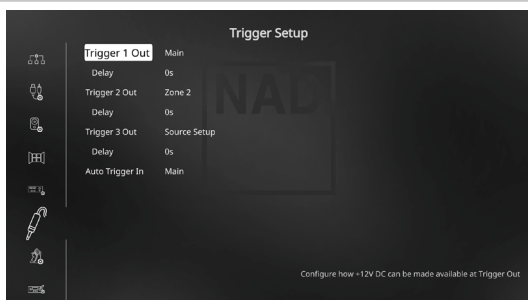 Trigger Setup
Trigger 1 Out Main
Delay 0s
Trigger 2 Out Zone 2
Delay 0s
Trigger 3 Out Source Setup
Delay 0s
Auto Trigger In Main
NAD
Configure how +12V DC can be made available at Trigger Out